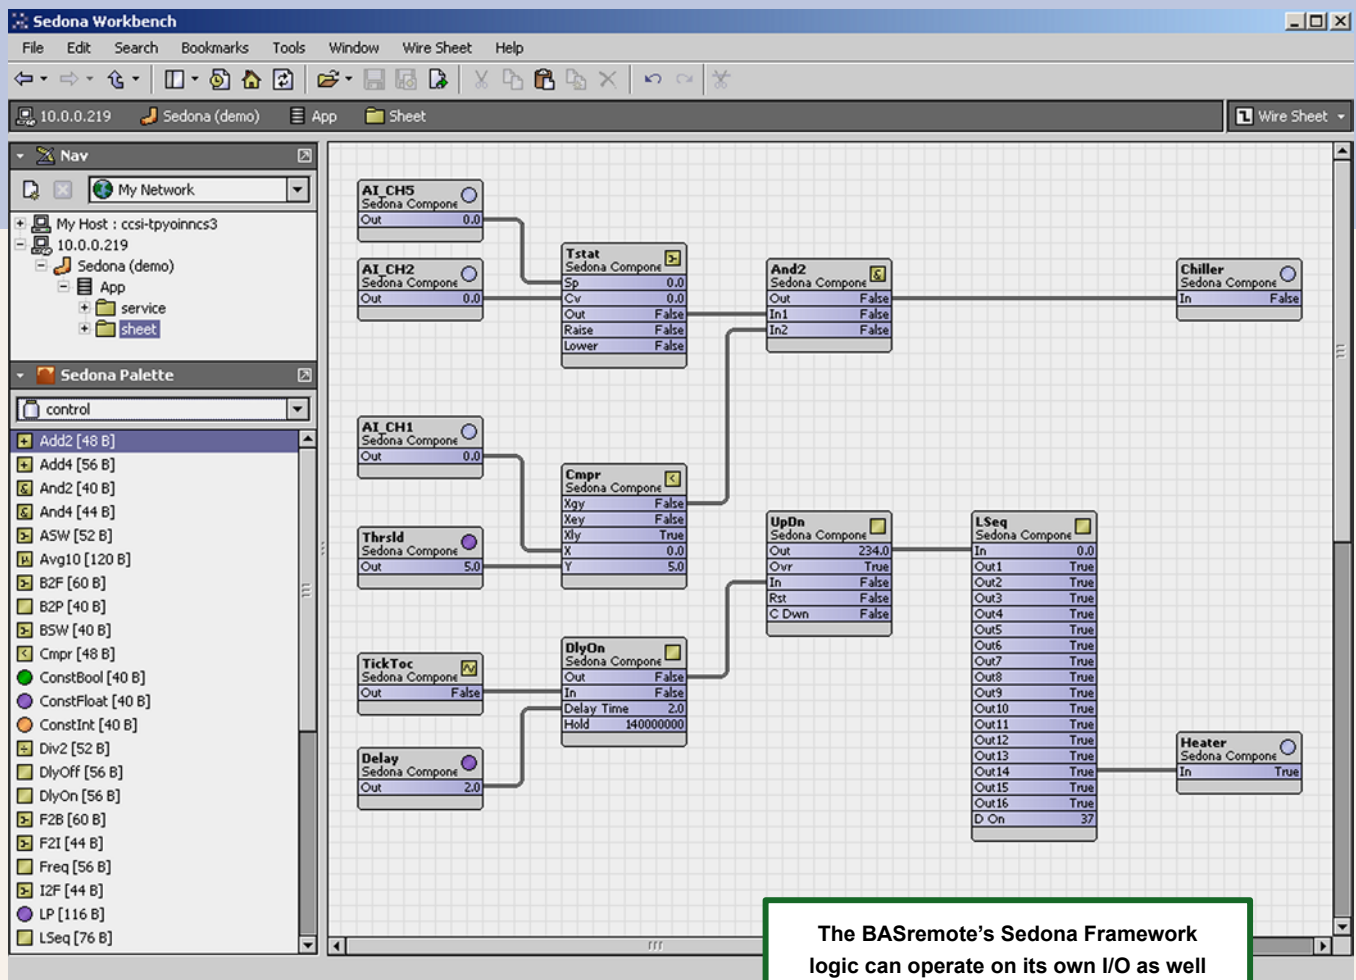 Sedona Workbench
File Edit Search Bookmarks Tools Window Wire Sheet Help
10.0.0.219 Sedona (demo) App Sheet Wire Sheet
Nav
My Network
My Host : ccsi-tpyoinncs3
10.0.0.219
Sedona (demo)
App
service
sheet
Sedona Palette
control
Add2 [48 B]
Add4 [56 B]
And2 [40 B]
And4 [44 B]
ASW [52 B]
Avg10 [120 B]
B2F [60 B]
B2P [40 B]
BSW [40 B]
Cmpr [48 B]
ConstBool [40 B]
ConstFloat [40 B]
ConstInt [40 B]
Div2 [52 B]
DlyOff [56 B]
DlyOn [56 B]
F2B [60 B]
F2I [44 B]
Freq [56 B]
I2F [44 B]
LP [116 B]
LSeq [76 B]
AI_CH5
Sedona Compone
Out 0.0
AI_CH2
Sedona Compone
Out 0.0
Tstat
Sedona Compone
Sp 0.0
Cv 0.0
Out False
Raise False
Lower False
And2
Sedona Compone
Out False
In1 False
In2 False
Chiller
Sedona Compone
In False
AI_CH1
Sedona Compone
Out 0.0
Thrsld
Sedona Compone
Out 5.0
Cmpr
Sedona Compone
Xgy False
Xey False
Xly True
X 0.0
Y 5.0
UpDn
Sedona Compone
Out 234.0
Ovr True
In False
Rst False
C Dwn False
LSeq
Sedona Compone
In 0.0
Out1 True
Out2 True
Out3 True
Out4 True
Out5 True
Out6 True
Out7 True
Out8 True
Out9 True
Out10 True
Out11 True
Out12 True
Out13 True
Out14 True
Out15 True
Out16 True
D On 37
TickToc
Sedona Compone
Out False
Delay
Sedona Compone
Out 2.0
DlyOn
Sedona Compone
Out False
In False
Delay Time 2.0
Hold 140000000
Heater
Sedona Compone
In True
The BASremote's Sedona Framework
logic can operate on its own I/O as well